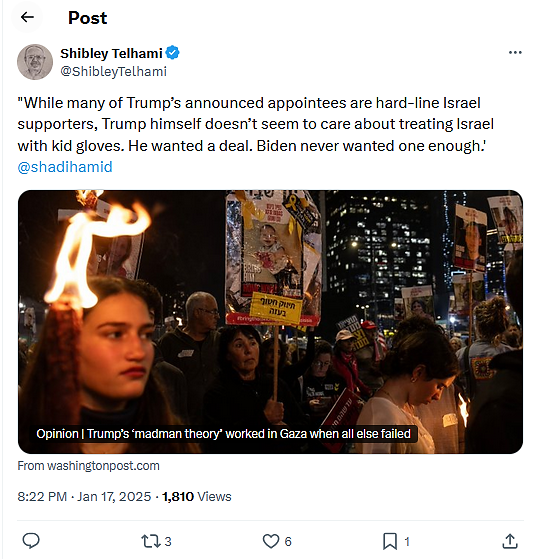 Post
Shibley Telhami
@ShibleyTelhami
"While many of Trump’s announced appointees are hard-line Israel
supporters, Trump himself doesn’t seem to care about treating Israel
with kid gloves. He wanted a deal. Biden never wanted one enough.'
@shadihamid
תינוק חטוף
בעזה
Opinion | Trump’s ‘madman theory’ worked in Gaza when all else failed
From washingtonpost.com
8:22 PM · Jan 17, 2025 · 1,810 Views
3
6
1